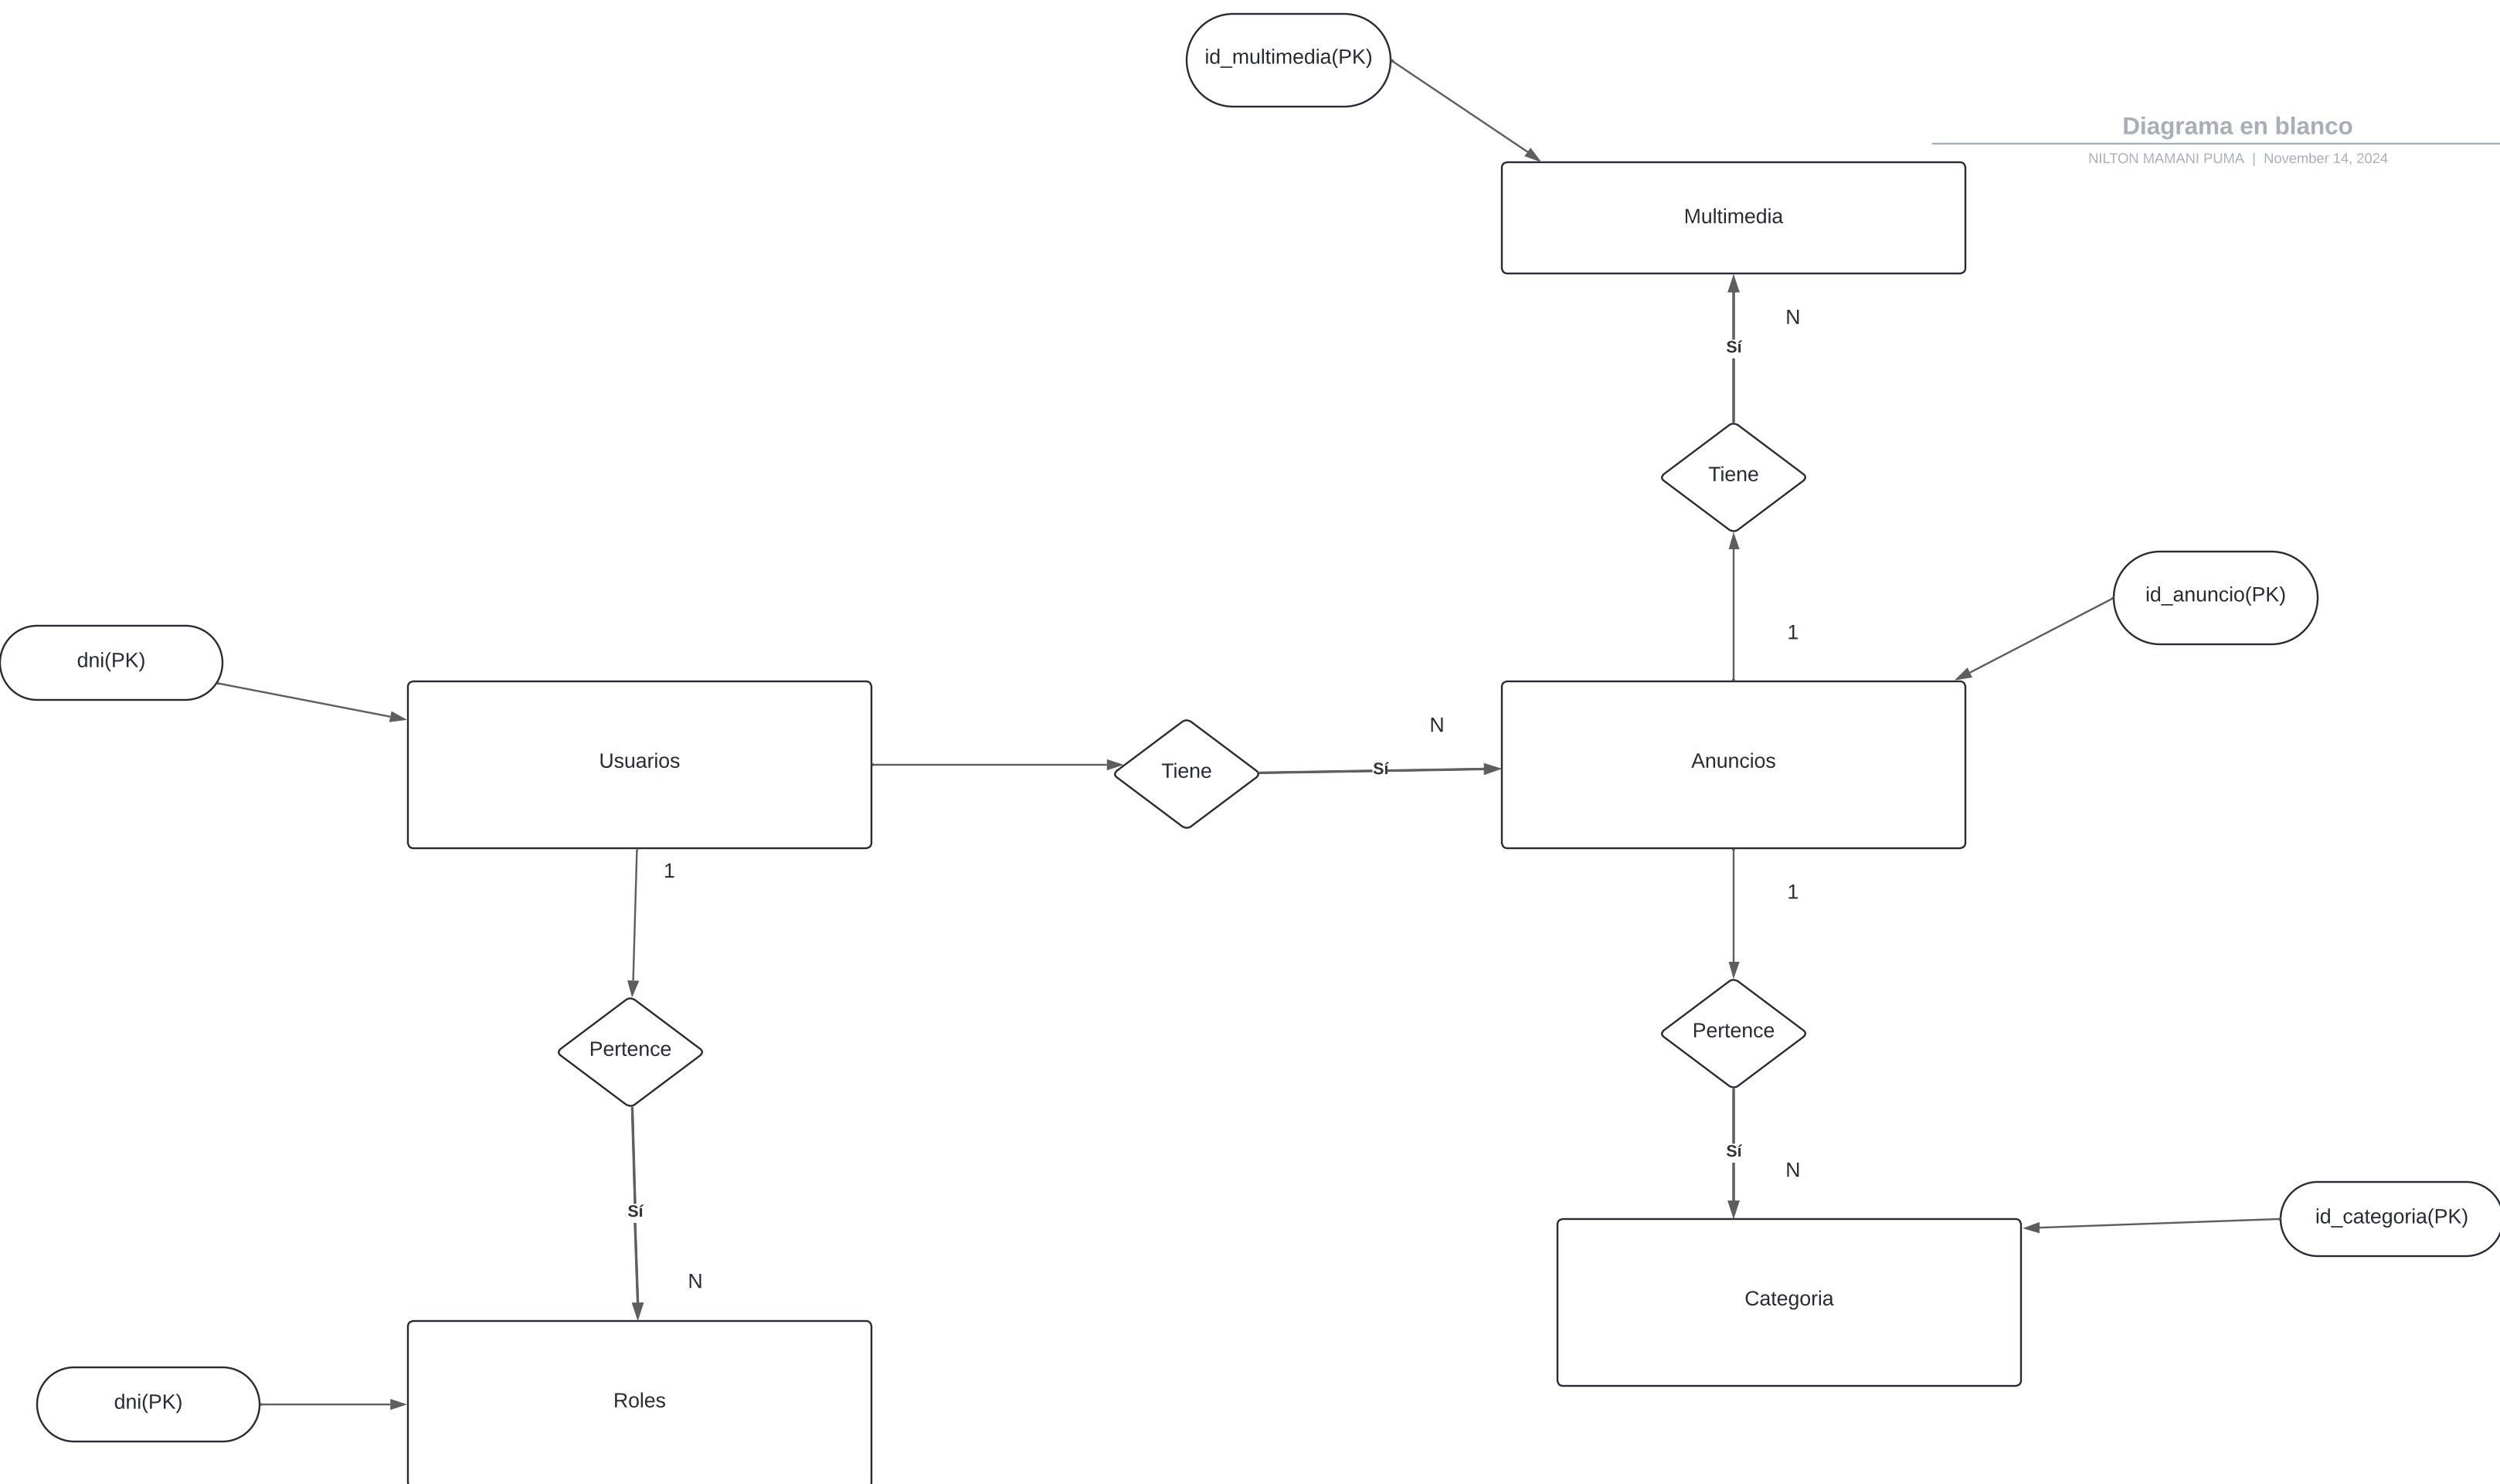 id_multimedia(PK)
Diagrama en blanco
NILTON MAMANI PUMA | November 14, 2024
Multimedia
N
Sí
Tiene
id_anuncio(PK)
1
dni(PK)
N
Usuarios
Tiene
Sí
Anuncios
1
1
Pertence
Pertence
Sí
N
Sí
id_categoria(PK)
N
Categoria
dni(PK)
Roles